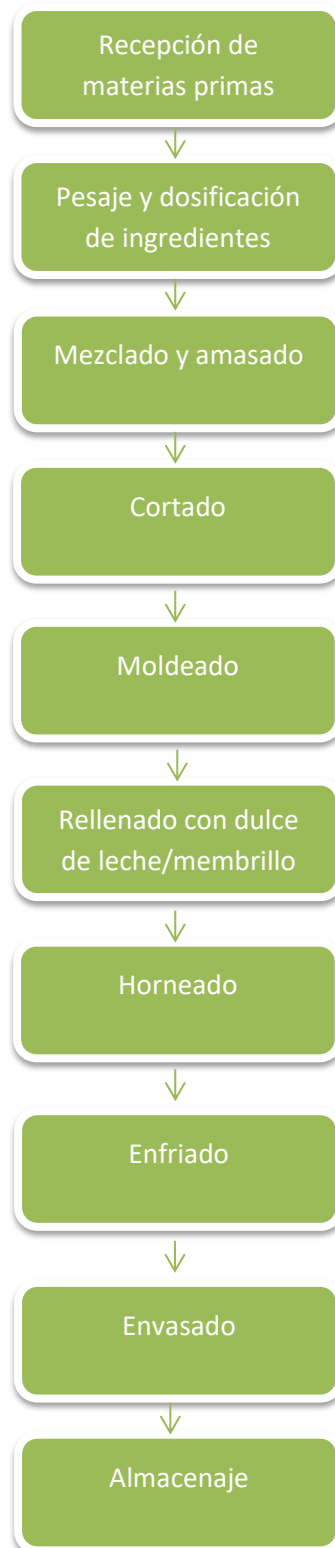 Recepción de
materias primas
Pesaje y dosificación
de ingredientes
Mezclado y amasado
Cortado
Moldeado
Rellenado con dulce
de leche/membrillo
Horneado
Enfriado
Envasado
Almacenaje